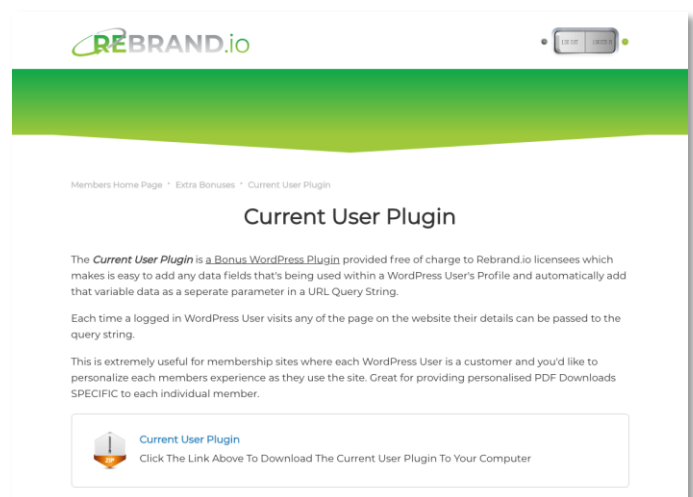 REBRAND.io
Members Home Page * Extra Bonuses * Current User Plugin
Current User Plugin
The Current User Plugin is a Bonus WordPress Plugin provided free of charge to Rebrand.io licensees which
makes is easy to add any data fields that's being used within a WordPress User's Profile and automatically add
that variable data as a seperate parameter in a URL Query String.
Each time a logged in WordPress User visits any of the page on the website their details can be passed to the
query string.
This is extremely useful for membership sites where each WordPress User is a customer and you'd like to
personalize each members experience as they use the site. Great for providing personalised PDF Downloads
SPECIFIC to each individual member.
ZIP
Current User Plugin
Click The Link Above To Download The Current User Plugin To Your Computer